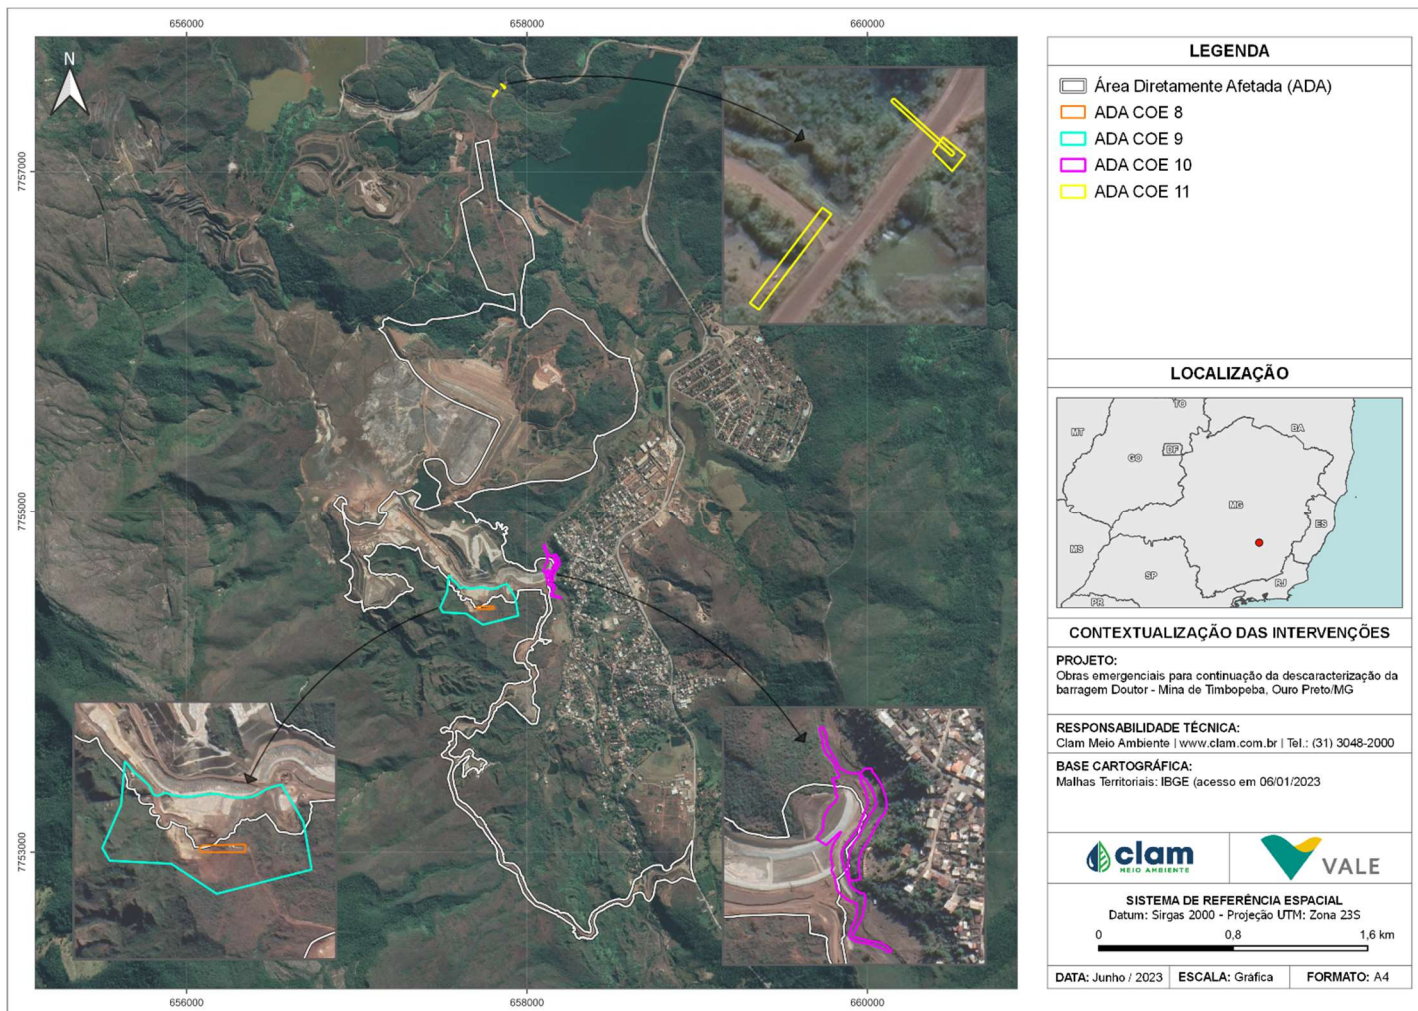 656000
658000
660000
N
7757000
7755000
7753000
656000
658000
660000
LEGENDA
Área Diretamente Afetada (ADA)
ADA COE 8
ADA COE 9
ADA COE 10
ADA COE 11
LOCALIZAÇÃO
TO
MT
BA
DF
GO
MG
ES
MS
SP
RJ
PR
CONTEXTUALIZAÇÃO DAS INTERVENÇÕES
PROJETO:
Obras emergenciais para continuação da descaracterização da
barragem Doutor - Mina de Timbopeba, Ouro Preto/MG
RESPONSABILIDADE TÉCNICA:
Clam Meio Ambiente | www.clam.com.br | Tel.: (31) 3048-2000
BASE CARTOGRÁFICA:
Malhas Territoriais: IBGE (acesso em 06/01/2023
clam
MEIO AMBIENTE
VALE
SISTEMA DE REFERÊNCIA ESPACIAL
Datum: Sirgas 2000 - Projeção UTM: Zona 23S
0 0,8 1,6 km
DATA: Junho / 2023 ESCALA: Gráfica FORMATO: A4